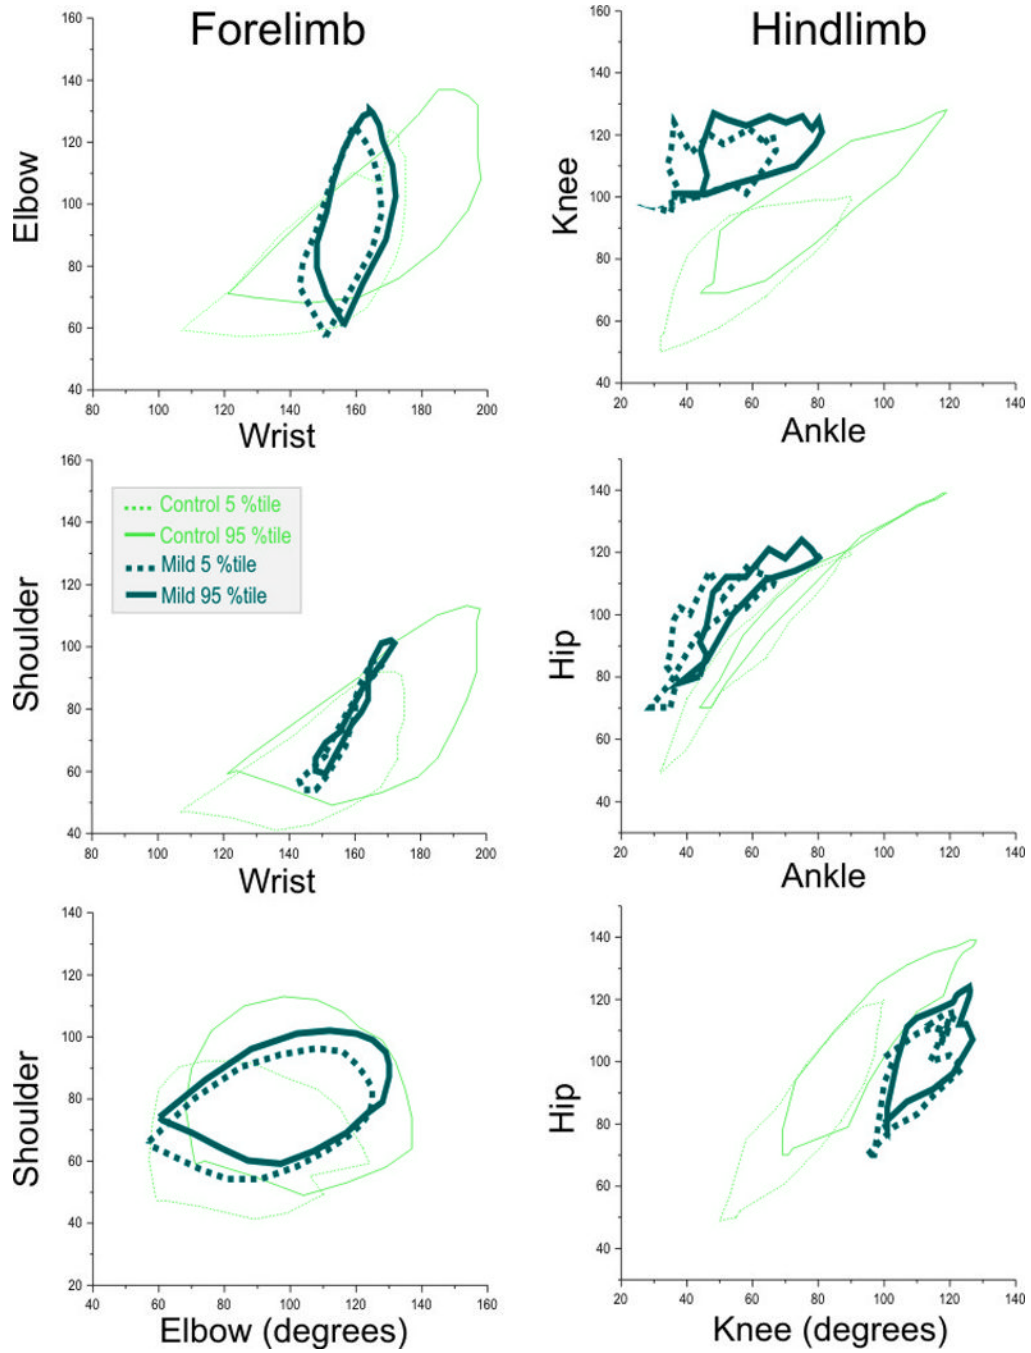 Forelimb
Hindlimb
160
140
120
100
80
60
40
Elbow
80 100 120 140 160 180 200
Wrist
160
140
120
100
80
60
40
Knee
20 40 60 80 100 120 140
Ankle
160
140
120
100
80
60
40
Shoulder
Control 5 %tile
Control 95 %tile
Mild 5 %tile
Mild 95 %tile
80 100 120 140 160 180 200
Wrist
140
120
100
80
60
40
Hip
20 40 60 80 100 120 140
Ankle
140
120
100
80
60
40
20
Shoulder
40 60 80 100 120 140 160
Elbow (degrees)
140
120
100
80
60
40
Hip
20 40 60 80 100 120 140
Knee (degrees)